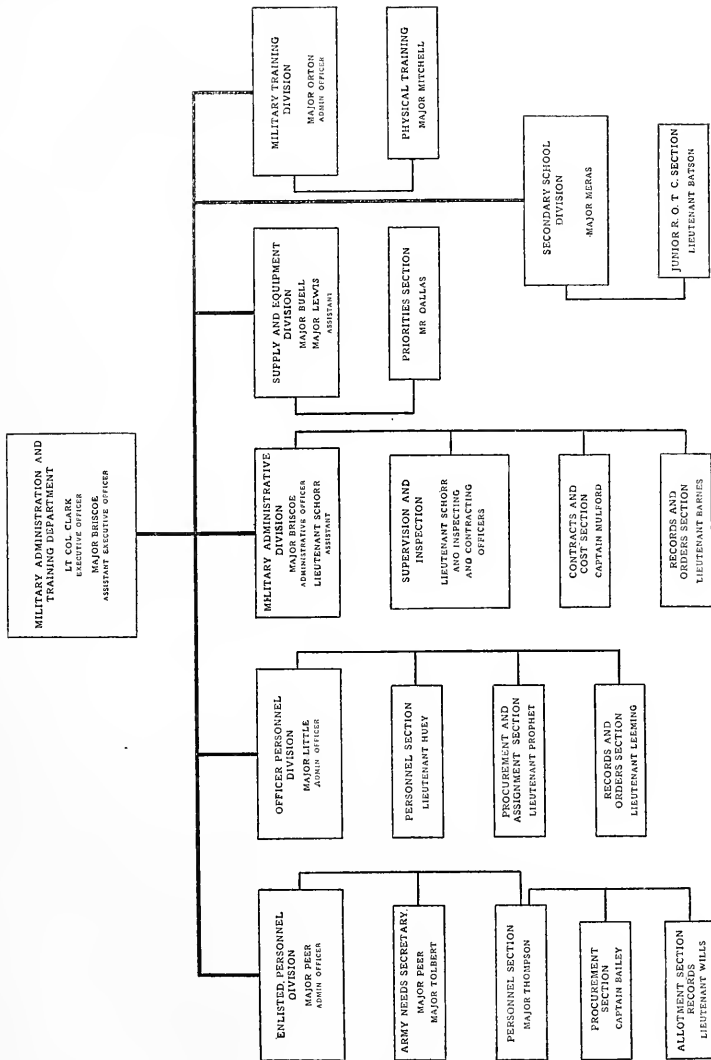 MILITARY ADMINISTRATION AND
TRAINING DEPARTMENT
LT COL CLARK
EXECUTIVE OFFICER
MAJOR BRISCOE
ASSISTANT EXECUTIVE OFFICER
ENLISTED, PERSONNEL
DIVISION
MAJOR PEER
ADMIN OFFICER
ARMY NEEDS SECRETARY.
MAJOR PEER
MAJOR TOLBERT
PERSONNEL SECTION
MAJOR THOMPSON
PROCUREMENT
SECTION
CAPTAIN BAILEY
ALLOTMENT SECTION
RECORDS
LIEUTENANT WILLS
OFFICER PERSONNEL
DIVISION
MAJOR LITTLE
ADMIN OFFICER
PERSONNEL SECTION
LIEUTENANT HUEY
PROCUREMENT AND
ASSIGNMENT SECTION
LIEUTENANT PROPHET
RECORDS AND
ORDERS SECTION
LIEUTENANT LEEMING
MILITARY ADMINISTRATIVE
DIVISION
MAJOR BRISCOE
ADMINISTRATIVE OFFICER
LIEUTENANT SCHORR
ASSISTANT
SUPERVISION AND
INSPECTION
LIEUTENANT SCHORR
AND INSPECTING
AND CONTRACTING
OFFICERS
CONTRACTS AND
COST SECTION
CAPTAIN MULFORD
RECORDS AND
ORDERS SECTION
LIEUTENANT BARNES
SUPPLY AND EQUIPMENT
DIVISION
MAJOR BUELL
MAJOR LEWIS
ASSISTANT
PRIORITIES SECTION
MR DALLAS
MILITARY TRAINING
DIVISION
MAJOR ORTON
ADMIN OFFICER
PHYSICAL TRAINING
MAJOR MITCHELL
SECONDARY SCHOOL
DIVISION
MAJOR MERAS
JUNIOR R. O. T C. SECTION
LIEUTENANT BATSON